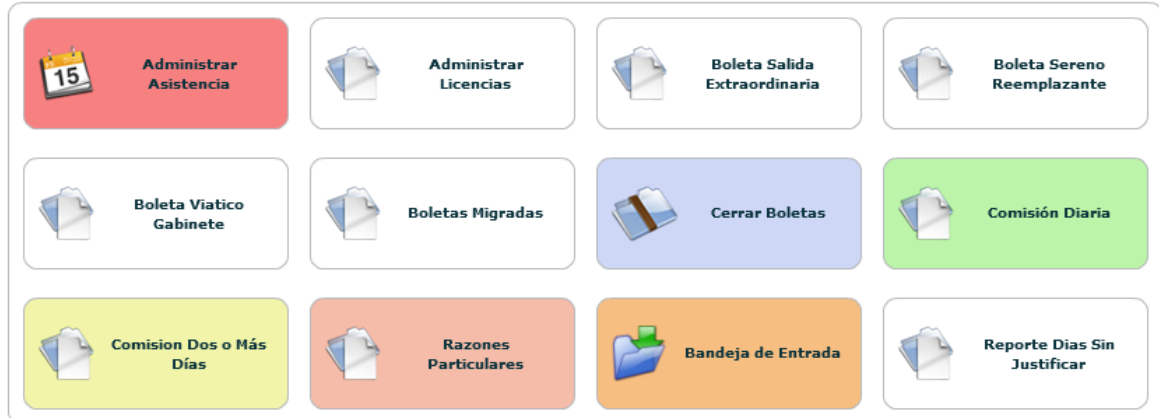 15
Administrar
Asistencia
Administrar
Licencias
Boleta Salida
Extraordinaria
Boleta Sereno
Reemplazante
Boleta Viatico
Gabinete
Boletas Migradas
Cerrar Boletas
Comisión Diaria
Comision Dos o Más
Días
Razones
Particulares
Bandeja de Entrada
Reporte Dias Sin
Justificar